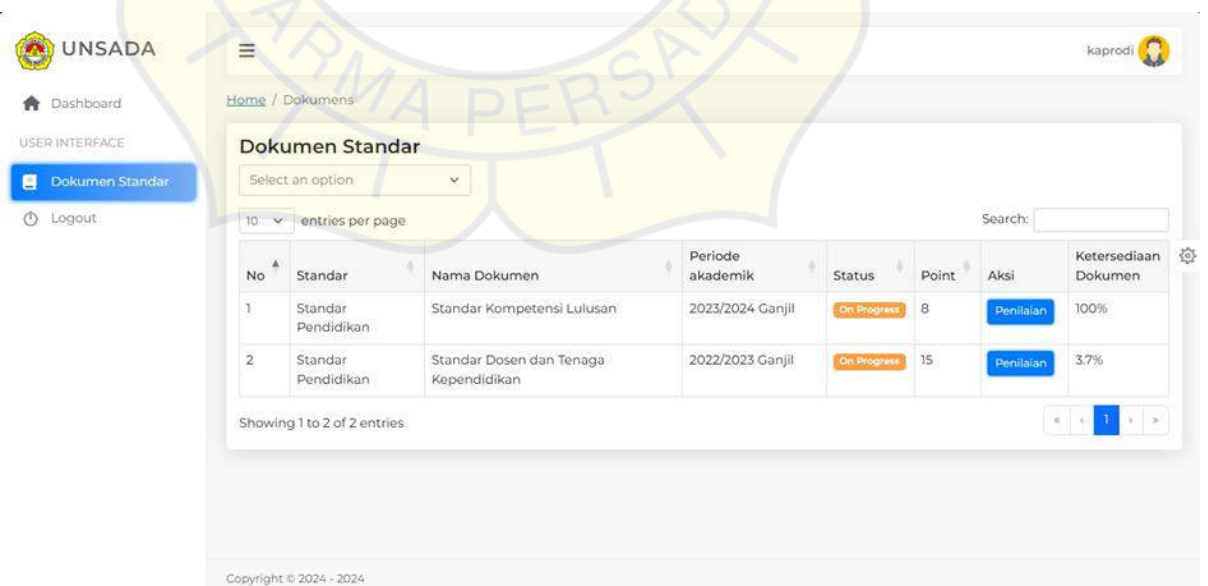 UNSADA
kaprodi
Dashboard
USER INTERFACE
Dokumen Standar
Logout
Home / Dokumens
Dokumen Standar
Select an option
10 entries per page
Search:
No Standar Nama Dokumen Periode akademik Status Point Aksi Ketersediaan Dokumen
1 Standar Pendidikan Standar Kompetensi Lulusan 2023/2024 Ganjil On Progress 8 Penilaian 100%
2 Standar Pendidikan Standar Dosen dan Tenaga Kependidikan 2022/2023 Ganjil On Progress 15 Penilaian 3.7%
Showing 1 to 2 of 2 entries
« ‹ 1 › »
Copyright © 2024 - 2024
ARMA PERSAD